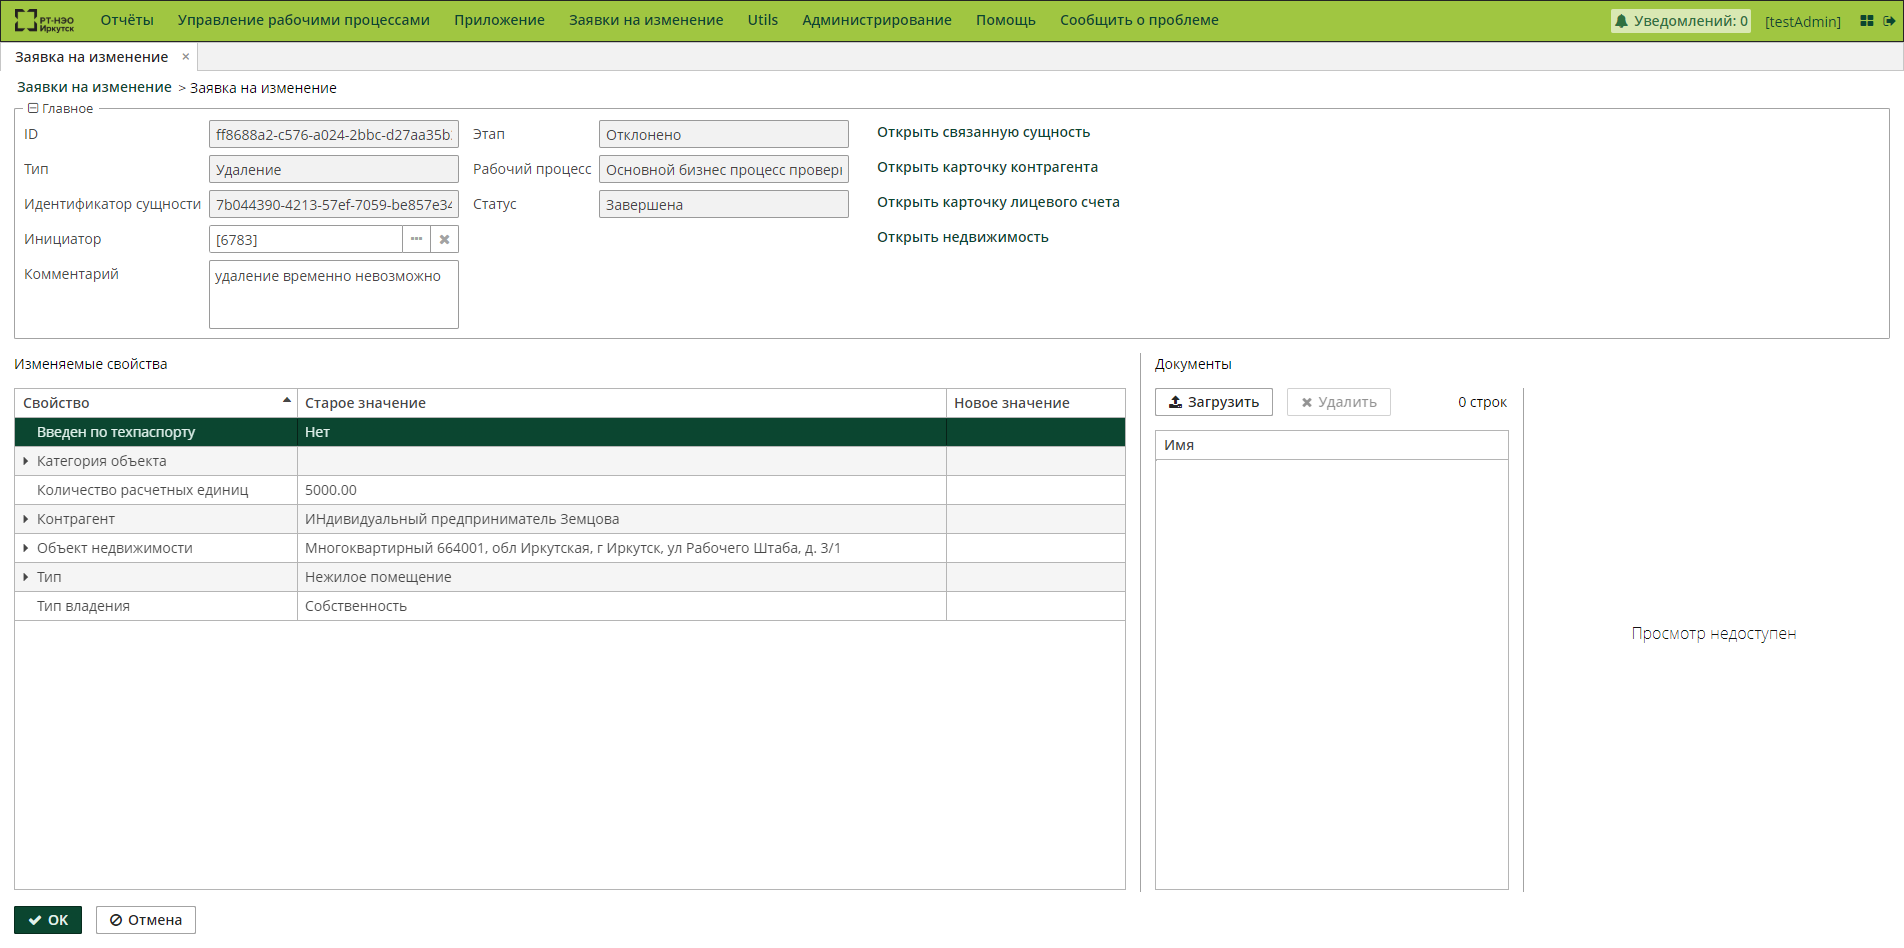 РТ-НЭО
Иркутск
Отчёты Управление рабочими процессами Приложение Заявки на изменение Utils Администрирование Помощь Сообщить о проблеме Уведомлений: 0 [testAdmin]
Заявка на изменение ×
Заявки на изменение > Заявка на изменение
Главное
ID ff8688a2-c576-a024-2bbc-d27aa35b Этап Отклонено Открыть связанную сущность
Тип Удаление Рабочий процесс Основной бизнес процесс провер Открыть карточку контрагента
Идентификатор сущности 7b044390-4213-57ef-7059-be857e34 Статус Завершена Открыть карточку лицевого счета
Инициатор [6783] Открыть недвижимость
Комментарий удаление временно невозможно
Изменяемые свойства
Свойство Старое значение Новое значение
Введен по техпаспорту Нет
Категория объекта
Количество расчетных единиц 5000.00
Контрагент ИНдивидуальный предприниматель Земцова
Объект недвижимости Многоквартирный 664001, обл Иркутская, г Иркутск, ул Рабочего Штаба, д. 3/1
Тип Нежилое помещение
Тип владения Собственность
Документы
Загрузить Удалить 0 строк
Имя
Просмотр недоступен
OK Отмена